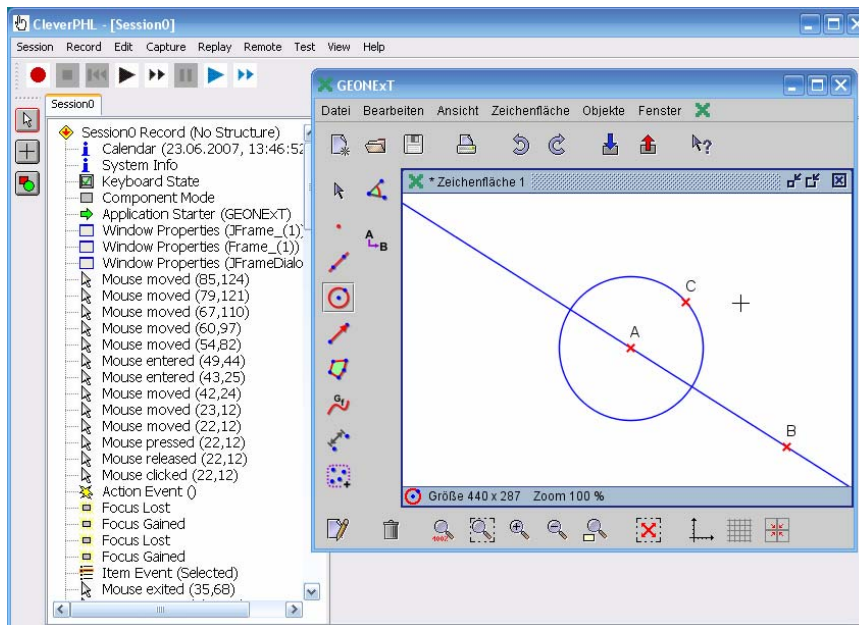 CleverPHL - [Session0]
Session Record Edit Capture Replay Remote Test View Help
Session0
Session0 Record (No Structure)
Calendar (23.06.2007, 13:46:52
System Info
Keyboard State
Component Mode
Application Starter (GEONExT)
Window Properties (JFrame_(1))
Window Properties (Frame_(1))
Window Properties (JFrameDialo
Mouse moved (85,124)
Mouse moved (79,121)
Mouse moved (67,110)
Mouse moved (60,97)
Mouse moved (54,82)
Mouse entered (49,44)
Mouse entered (43,25)
Mouse moved (42,24)
Mouse moved (23,12)
Mouse moved (22,12)
Mouse pressed (22,12)
Mouse released (22,12)
Mouse clicked (22,12)
Action Event ()
Focus Lost
Focus Gained
Focus Lost
Focus Gained
Item Event (Selected)
Mouse exited (35,68)
GEONExT
Datei Bearbeiten Ansicht Zeichenfläche Objekte Fenster
* Zeichenfläche 1
A
B
C
A
B
Größe 440 x 287 Zoom 100 %